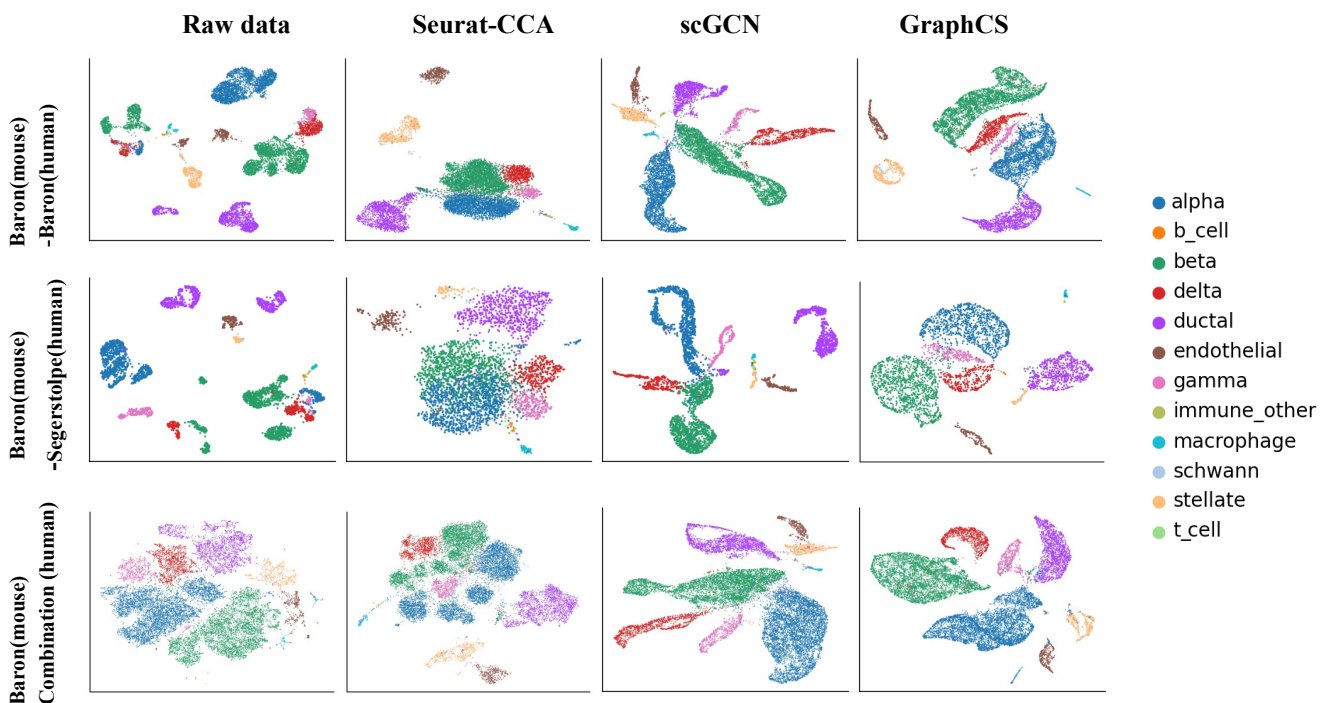 Raw data
Seurat-CCA
scGCN
GraphCS
Baron(mouse)
-Baron(human)
Baron(mouse)
-Segerstolpe(human)
Baron(mouse)
Combination (human)
alpha
b_cell
beta
delta
ductal
endothelial
gamma
immune_other
macrophage
schwann
stellate
t_cell